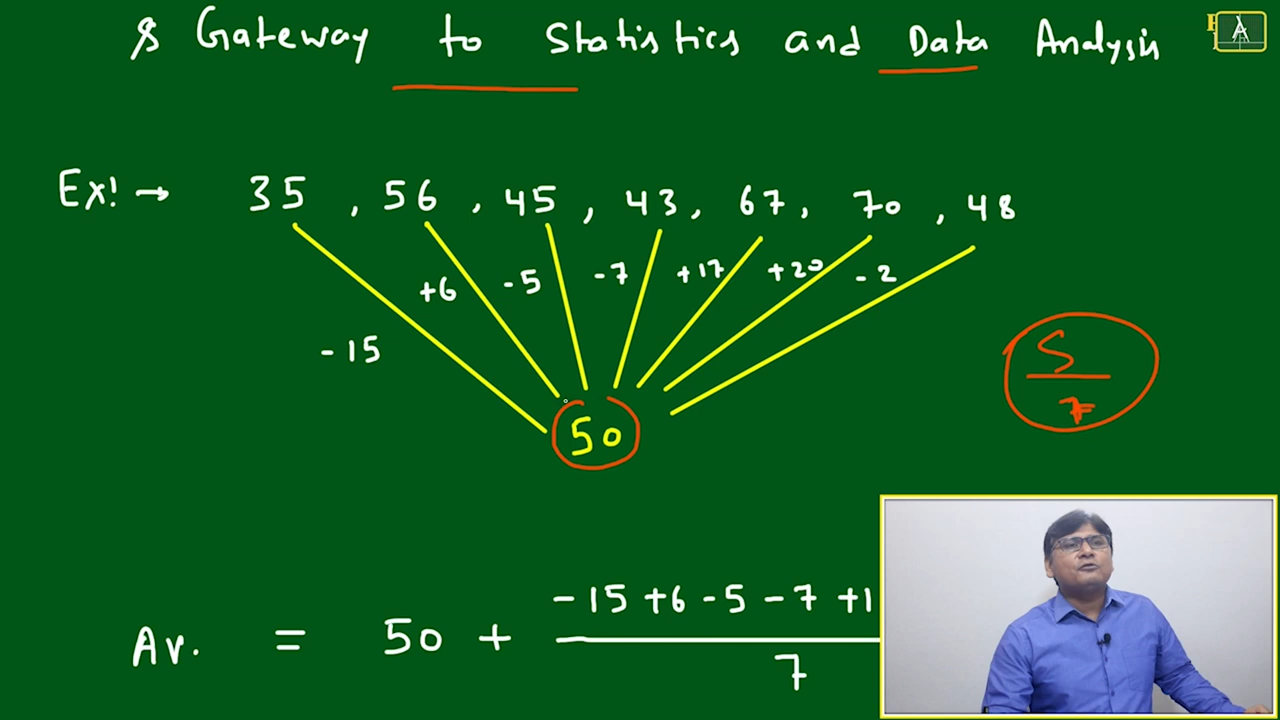 & Gateway to Statistics and Data Analysis
A
Ex! → 35 , 56 , 45 , 43 , 67 , 70 , 48
+6 -5 -7 +17 +20 -2
-15
S
7
50
-15 +6 -5 -7 +1
Av. = 50 +
7